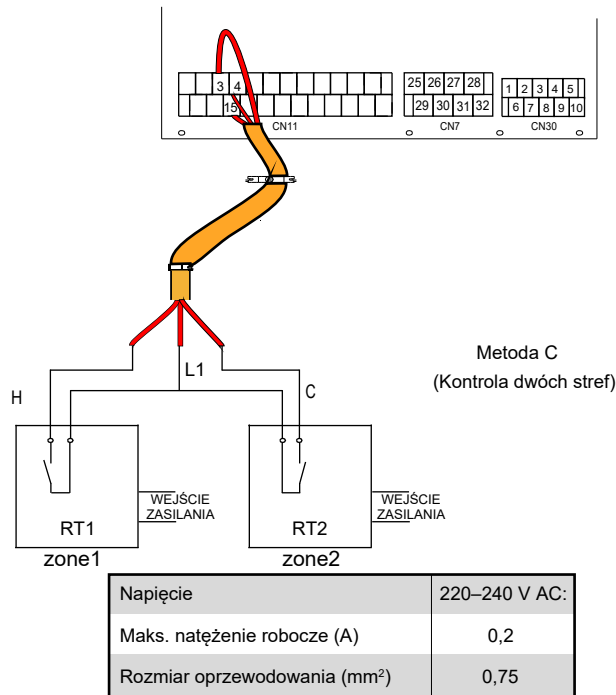 3 4
15
CN11
25 26 27 28
29 30 31 32
CN7
1 2 3 4 5
6 7 8 9 10
CN30
Metoda C
(Kontrola dwóch stref)
H
L1
C
RT1
WEJŚCIE
ZASILANIA
zone1
RT2
WEJŚCIE
ZASILANIA
zone2
Napięcie 220–240 V AC:
Maks. natężenie robocze (A) 0,2
Rozmiar oprzewodowania (mm²) 0,75